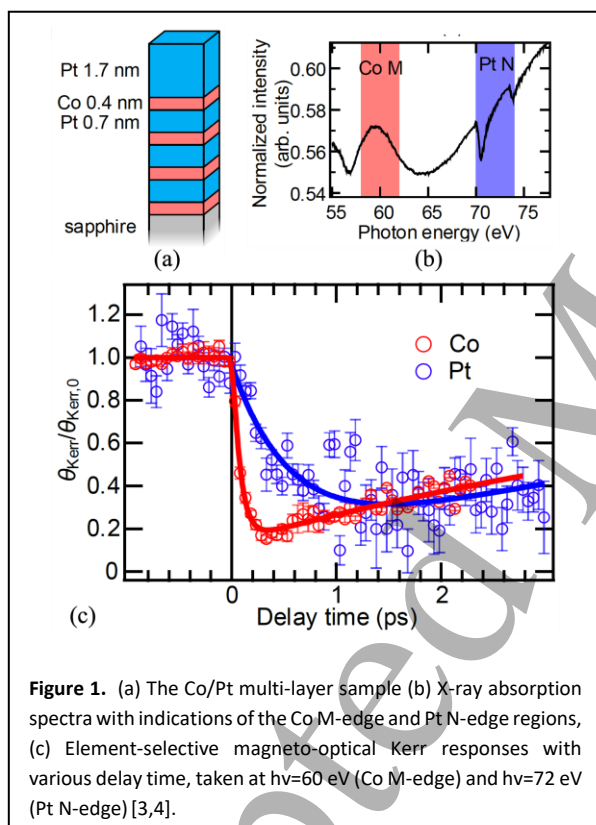 Pt 1.7 nm
Co 0.4 nm
Pt 0.7 nm
sapphire
(a)
Normalized intensity
(arb. units)
0.60
0.58
0.56
0.54
Co M
Pt N
55 60 65 70 75
Photon energy (eV)
(b)
θKerr/θKerr,0
1.2
1.0
0.8
0.6
0.4
0.2
0
Co
Pt
0 1 2
Delay time (ps)
(c)
Figure 1. (a) The Co/Pt multi-layer sample (b) X-ray absorption
spectra with indications of the Co M-edge and Pt N-edge regions,
(c) Element-selective magneto-optical Kerr responses with
various delay time, taken at hν=60 eV (Co M-edge) and hν=72 eV
(Pt N-edge) [3,4].